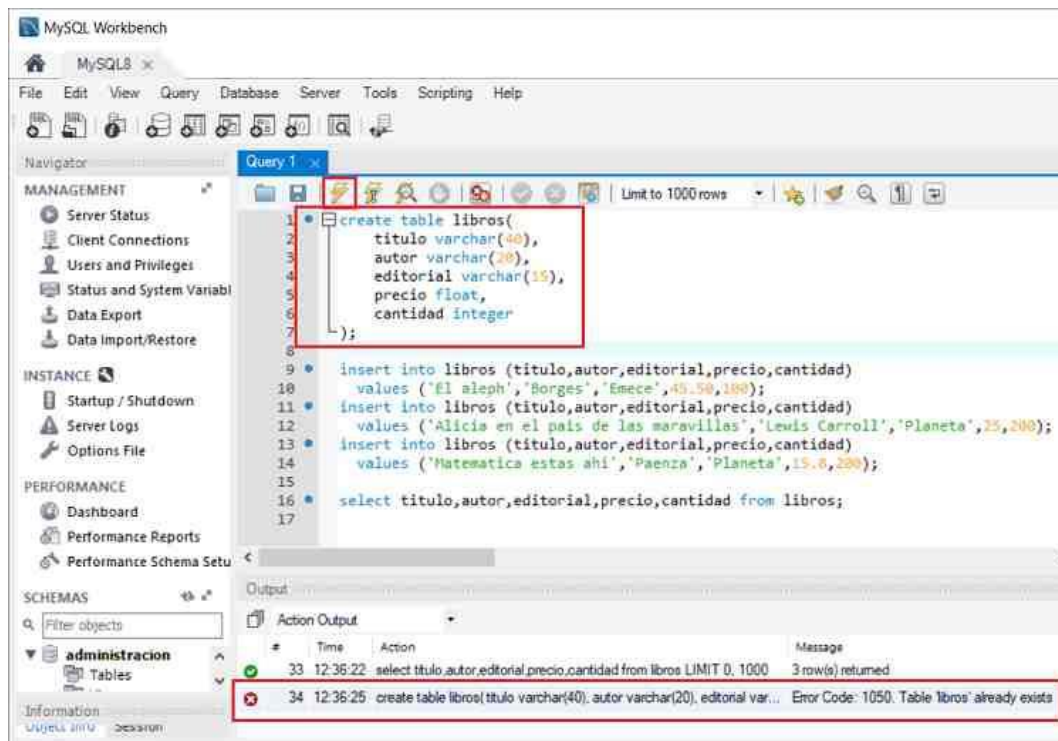 MySQL Workbench
MySQL8
File Edit View Query Database Server Tools Scripting Help
Navigator
MANAGEMENT
Server Status
Client Connections
Users and Privileges
Status and System Variabl
Data Export
Data Import/Restore
INSTANCE
Startup / Shutdown
Server Logs
Options File
PERFORMANCE
Dashboard
Performance Reports
Performance Schema Setu
SCHEMAS
Filter objects
administracion
Tables
Information
Object Info Session
Query 1
Limit to 1000 rows
1 create table libros(
2 titulo varchar(40),
3 autor varchar(20),
4 editorial varchar(15),
5 precio float,
6 cantidad integer
7 );
8
9 insert into libros (titulo,autor,editorial,precio,cantidad)
10 values ('El aleph','Borges','Emece',45.50,100);
11 insert into libros (titulo,autor,editorial,precio,cantidad)
12 values ('Alicia en el pais de las maravillas','Lewis Carroll','Planeta',25,200);
13 insert into libros (titulo,autor,editorial,precio,cantidad)
14 values ('Matematica estas ahi','Paenza','Planeta',15.8,200);
15
16 select titulo,autor,editorial,precio,cantidad from libros;
17
Output
Action Output
# Time Action Message
33 12:36:22 select titulo,autor,editorial,precio,cantidad from libros LIMIT 0, 1000 3 row(s) returned
34 12:36:25 create table libros( titulo varchar(40), autor varchar(20), editorial var... Error Code: 1050. Table 'libros' already exists